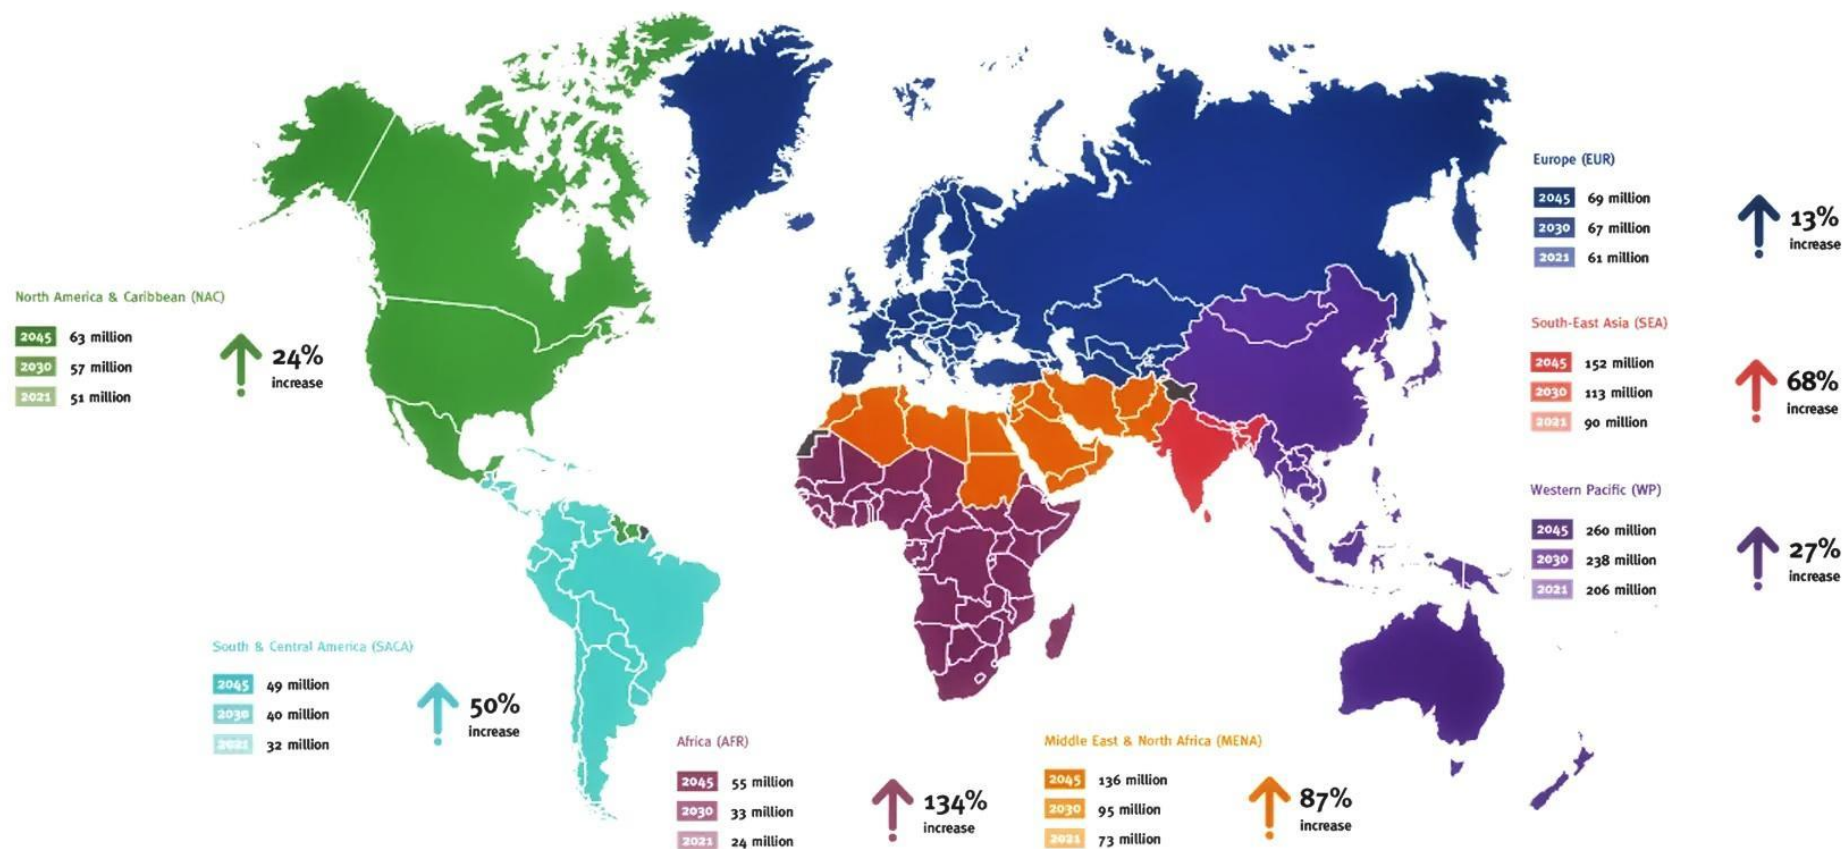 Europe (EUR)
2045 69 million
2030 67 million
2021 61 million
13%
increase
North America & Caribbean (NAC)
2045 63 million
2030 57 million
2021 51 million
24%
increase
South-East Asia (SEA)
2045 152 million
2030 113 million
2021 90 million
68%
increase
Western Pacific (WP)
2045 260 million
2030 238 million
2021 206 million
27%
increase
South & Central America (SACA)
2045 49 million
2030 40 million
2021 32 million
50%
increase
Africa (AFR)
2045 55 million
2030 33 million
2021 24 million
134%
increase
Middle East & North Africa (MENA)
2045 136 million
2030 95 million
2021 73 million
87%
increase